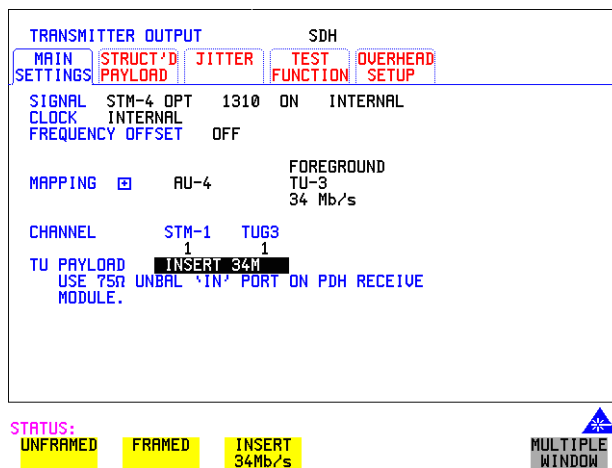 TRANSMITTER OUTPUT SDH
MAIN SETTINGS
STRUCT'D PAYLOAD
JITTER
TEST FUNCTION
OVERHEAD SETUP
SIGNAL STM-4 OPT 1310 ON INTERNAL
CLOCK INTERNAL
FREQUENCY OFFSET OFF
FOREGROUND
MAPPING + AU-4 TU-3
34 Mb/s
CHANNEL STM-1 TUG3
1 1
TU PAYLOAD INSERT 34M
USE 75Ω UNBAL 'IN' PORT ON PDH RECEIVE
MODULE.
STATUS:
UNFRAMED
FRAMED
INSERT 34Mb/s
MULTIPLE WINDOW